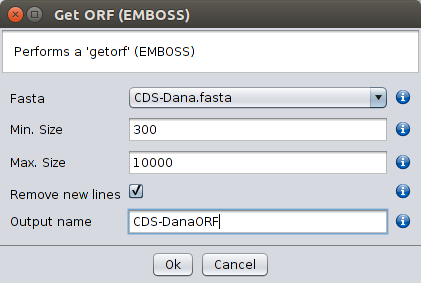 Get ORF (EMBOSS)
Performs a 'getorf' (EMBOSS)
Fasta CDS-Dana.fasta
Min. Size 300
Max. Size 10000
Remove new lines
Output name CDS-DanaORF
Ok Cancel